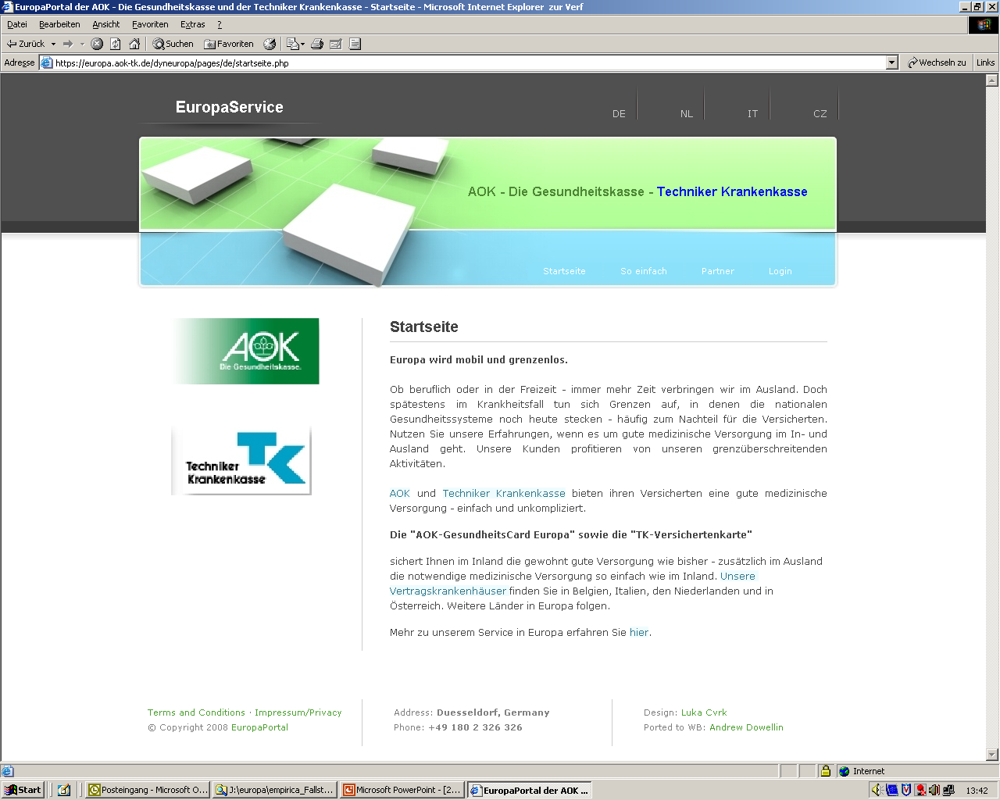 EuropaPortal der AOK - Die Gesundheitskasse und der Techniker Krankenkasse - Startseite - Microsoft Internet Explorer  zur Verf
Datei Bearbeiten Ansicht Favoriten Extras ?
Zurück Suchen Favoriten
Adresse https://europa.aok-tk.de/dyneuropa/pages/de/startseite.php Wechseln zu Links
EuropaService
DE NL IT CZ
AOK - Die Gesundheitskasse - Techniker Krankenkasse
Startseite So einfach Partner Login
AOK
Die Gesundheitskasse.
TK
Techniker
Krankenkasse
Startseite
Europa wird mobil und grenzenlos.
Ob beruflich oder in der Freizeit - immer mehr Zeit verbringen wir im Ausland. Doch
spätestens im Krankheitsfall tun sich Grenzen auf, in denen die nationalen
Gesundheitssysteme noch heute stecken - häufig zum Nachteil für die Versicherten.
Nutzen Sie unsere Erfahrungen, wenn es um gute medizinische Versorgung im In- und
Ausland geht. Unsere Kunden profitieren von unseren grenzüberschreitenden
Aktivitäten.
AOK und Techniker Krankenkasse bieten ihren Versicherten eine gute medizinische
Versorgung - einfach und unkompliziert.
Die "AOK-GesundheitsCard Europa" sowie die "TK-Versichertenkarte"
sichert Ihnen im Inland die gewohnt gute Versorgung wie bisher - zusätzlich im Ausland
die notwendige medizinische Versorgung so einfach wie im Inland. Unsere
Vertragskrankenhäuser finden Sie in Belgien, Italien, den Niederlanden und in
Österreich. Weitere Länder in Europa folgen.
Mehr zu unserem Service in Europa erfahren Sie hier.
Terms and Conditions · Impressum/Privacy
© Copyright 2008 EuropaPortal
Address: Duesseldorf, Germany
Phone: +49 180 2 326 326
Design: Luka Cvrk
Ported to WB: Andrew Dowellin
Internet
Start Posteingang - Microsoft O... J:\europa\empirica_Fallst... Microsoft PowerPoint - [2... EuropaPortal der AOK ... 13:42